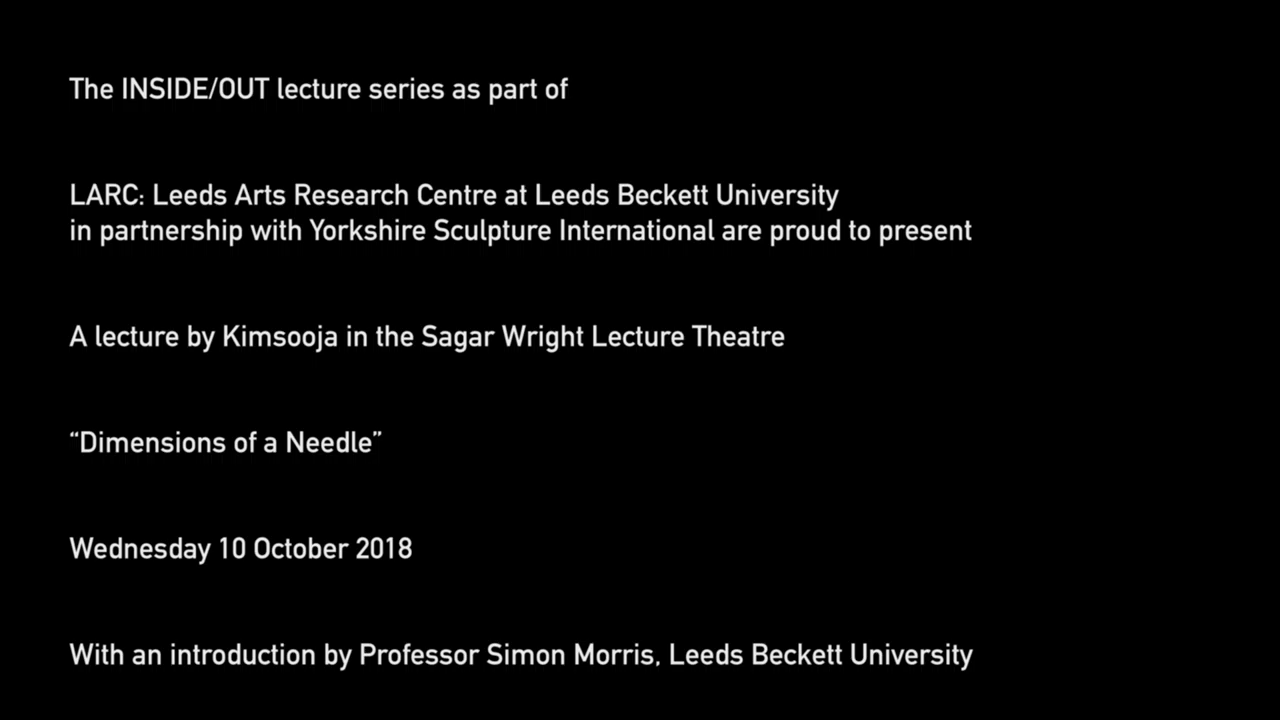 The INSIDE/OUT lecture series as part of
LARC: Leeds Arts Research Centre at Leeds Beckett University
in partnership with Yorkshire Sculpture International are proud to present
A lecture by Kimsooja in the Sagar Wright Lecture Theatre
“Dimensions of a Needle”
Wednesday 10 October 2018
With an introduction by Professor Simon Morris, Leeds Beckett University